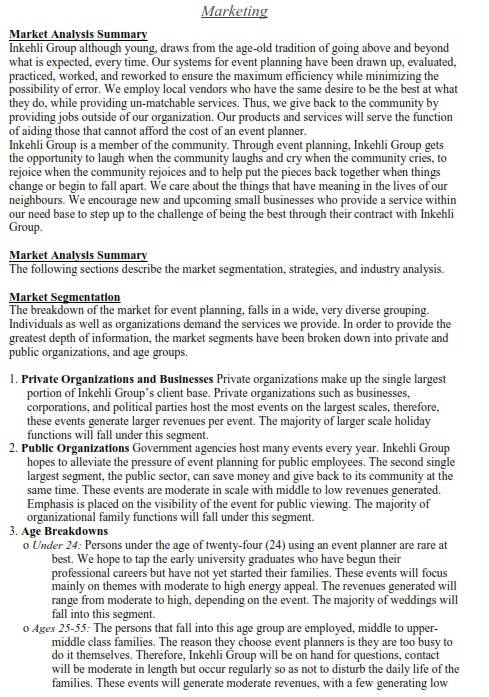 Marketing
Market Analysis Summary
Inkehli Group although young, draws from the age-old tradition of going above and beyond
what is expected, every time. Our systems for event planning have been drawn up, evaluated,
practiced, worked, and reworked to ensure the maximum efficiency while minimizing the
possibility of error. We employ local vendors who have the same desire to be the best at what
they do, while providing un-matchable services. Thus, we give back to the community by
providing jobs outside of our organization. Our products and services will serve the function
of aiding those that cannot afford the cost of an event planner.
Inkehli Group is a member of the community. Through event planning, Inkehli Group gets
the opportunity to laugh when the community laughs and cry when the community cries, to
rejoice when the community rejoices and to help put the pieces back together when things
change or begin to fall apart. We care about the things that have meaning in the lives of our
neighbours. We encourage new and upcoming small businesses who provide a service within
our need base to step up to the challenge of being the best through their contract with Inkehli
Group.
Market Analysis Summary
The following sections describe the market segmentation, strategies, and industry analysis.
Market Segmentation
The breakdown of the market for event planning, falls in a wide, very diverse grouping.
Individuals as well as organizations demand the services we provide. In order to provide the
greatest depth of information, the market segments have been broken down into private and
public organizations, and age groups.
1. Private Organizations and Businesses Private organizations make up the single largest
portion of Inkehli Group's client base. Private organizations such as businesses,
corporations, and political parties host the most events on the largest scales, therefore,
these events generate larger revenues per event. The majority of larger scale holiday
functions will fall under this segment.
2. Public Organizations Government agencies host many events every year. Inkehli Group
hopes to alleviate the pressure of event planning for public employees. The second single
largest segment, the public sector, can save money and give back to its community at the
same time. These events are moderate in scale with middle to low revenues generated.
Emphasis is placed on the visibility of the event for public viewing. The majority of
organizational family functions will fall under this segment.
3. Age Breakdowns
o Under 24: Persons under the age of twenty-four (24) using an event planner are rare at
best. We hope to tap the early university graduates who have begun their
professional careers but have not yet started their families. These events will focus
mainly on themes with moderate to high energy appeal. The revenues generated will
range from moderate to high, depending on the event. The majority of weddings will
fall into this segment.
o Ages 25-55: The persons that fall into this age group are employed, middle to upper-
middle class families. The reason they choose event planners is they are too busy to
do it themselves. Therefore, Inkehli Group will be on hand for questions, contact
will be moderate in length but occur regularly so as not to disturb the daily life of the
families. These events will generate moderate revenues, with a few generating low